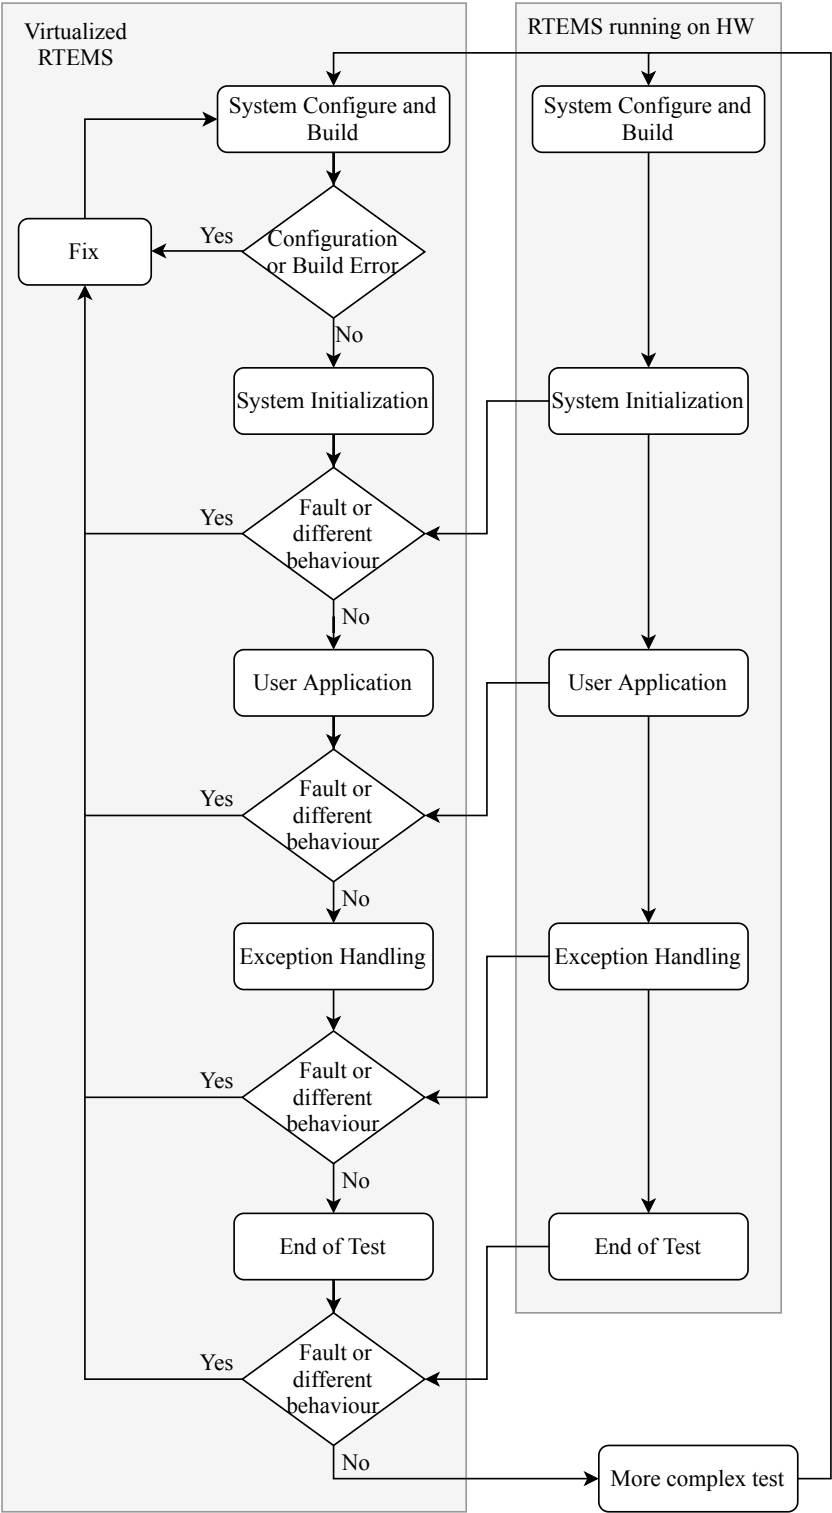 Virtualized
RTEMS
RTEMS running on HW
System Configure and
Build
System Configure and
Build
Fix
Yes
Configuration
or Build Error
No
System Initialization
System Initialization
Yes
Fault or
different
behaviour
No
User Application
User Application
Yes
Fault or
different
behaviour
No
Exception Handling
Exception Handling
Yes
Fault or
different
behaviour
No
End of Test
End of Test
Yes
Fault or
different
behaviour
No
More complex test